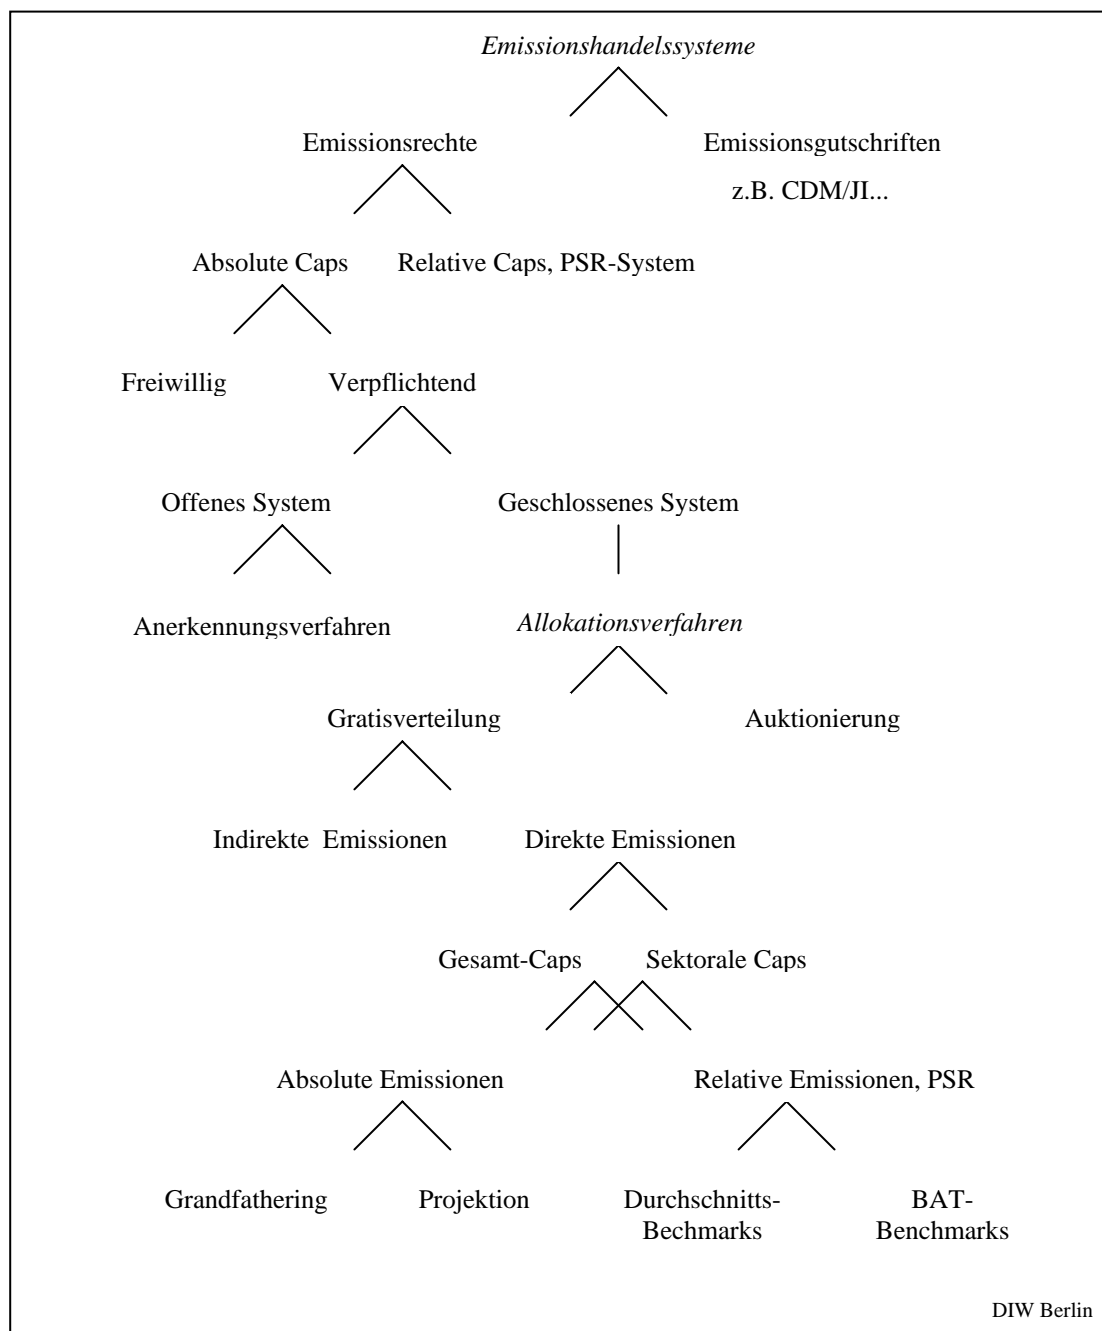 Emissionshandelssysteme
Emissionsrechte Emissionsgutschriften
z.B. CDM/JI...
Absolute Caps Relative Caps, PSR-System
Freiwillig Verpflichtend
Offenes System Geschlossenes System
Anerkennungsverfahren Allokationsverfahren
Gratisverteilung Auktionierung
Indirekte Emissionen Direkte Emissionen
Gesamt-Caps Sektorale Caps
Absolute Emissionen Relative Emissionen, PSR
Grandfathering Projektion Durchschnitts- BAT-
Bechmarks Benchmarks
DIW Berlin